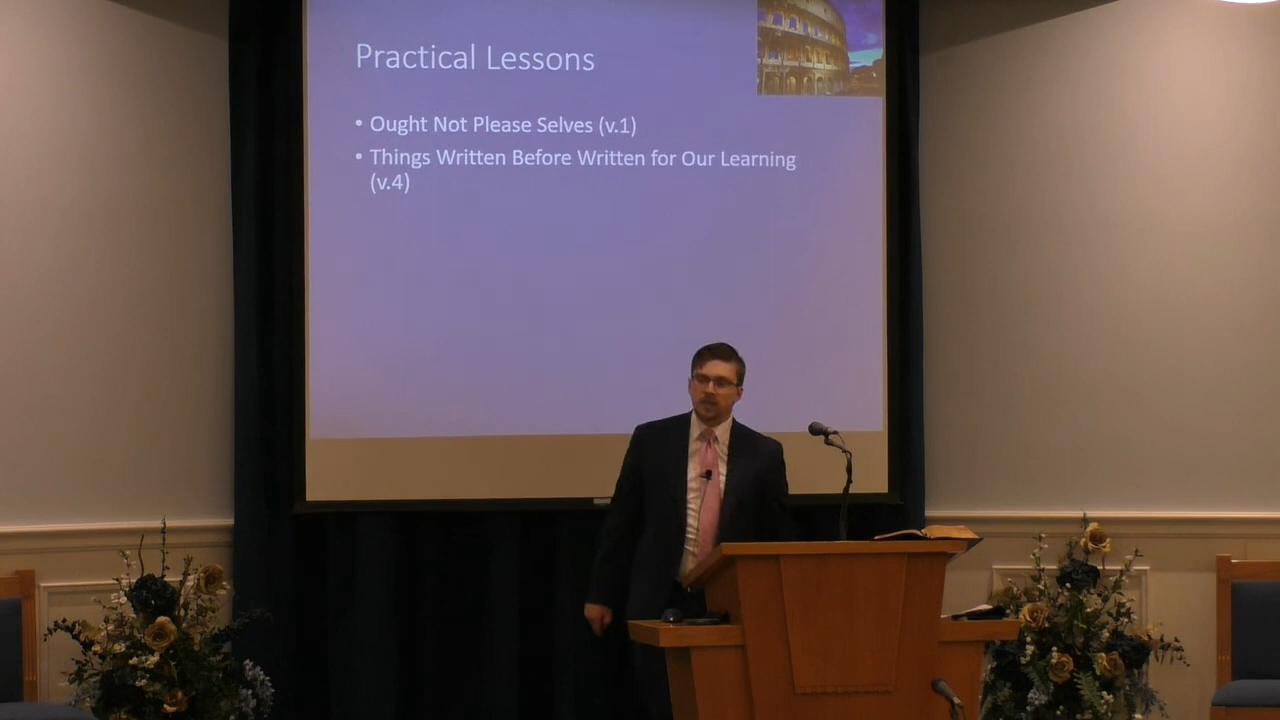 Practical Lessons
• Ought Not Please Selves (v.1)
• Things Written Before Written for Our Learning
(v.4)